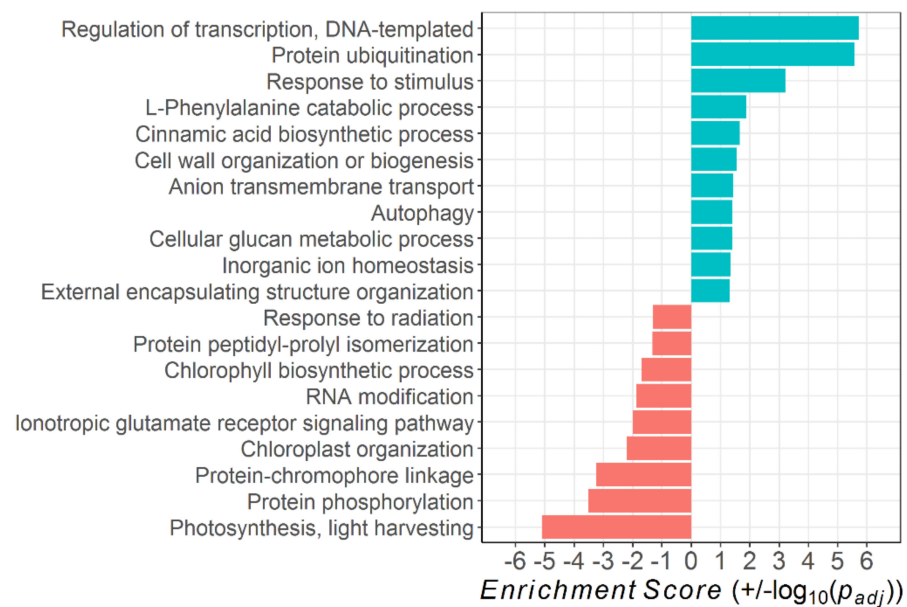 Regulation of transcription, DNA-templated
Protein ubiquitination
Response to stimulus
L-Phenylalanine catabolic process
Cinnamic acid biosynthetic process
Cell wall organization or biogenesis
Anion transmembrane transport
Autophagy
Cellular glucan metabolic process
Inorganic ion homeostasis
External encapsulating structure organization
Response to radiation
Protein peptidyl-prolyl isomerization
Chlorophyll biosynthetic process
RNA modification
Ionotropic glutamate receptor signaling pathway
Chloroplast organization
Protein-chromophore linkage
Protein phosphorylation
Photosynthesis, light harvesting
-6 -5 -4 -3 -2 -1 0 1 2 3 4 5 6
Enrichment Score (+/-log10(padj))